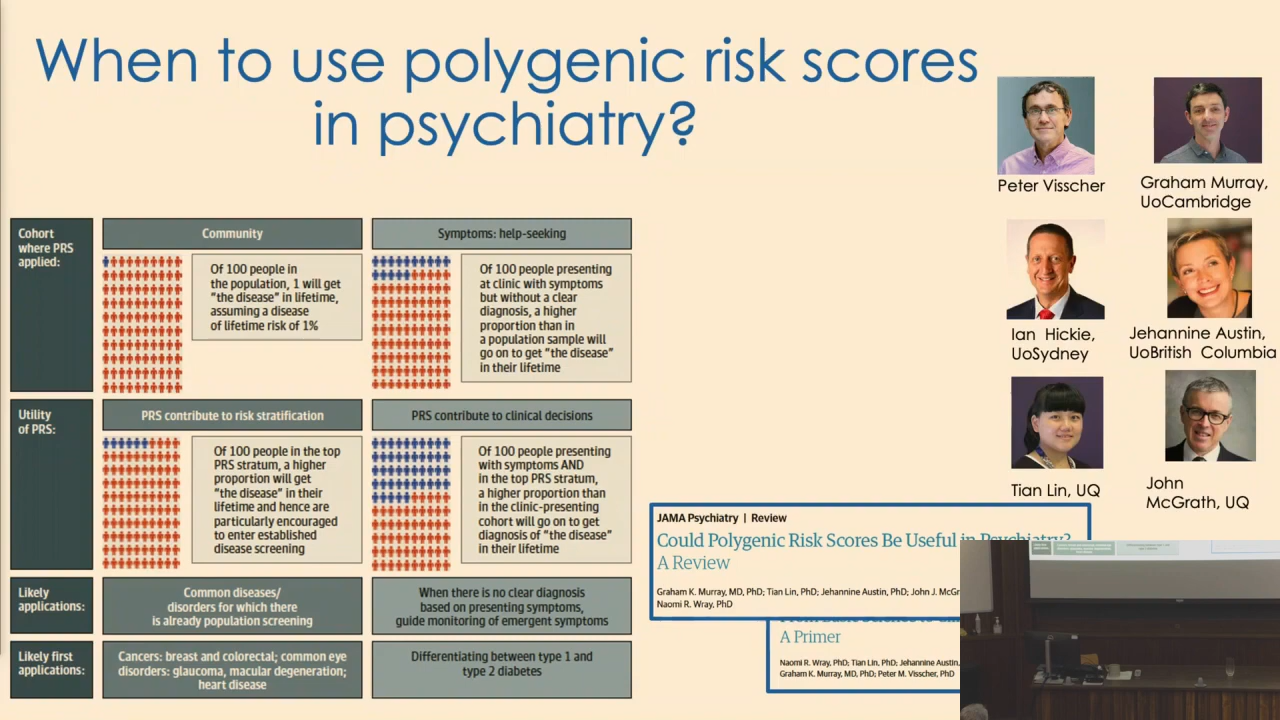 When to use polygenic risk scores
in psychiatry?
Peter Visscher
Graham Murray,
UoCambridge
Ian Hickie,
UoSydney
Jehannine Austin,
UoBritish Columbia
Tian Lin, UQ
John
McGrath, UQ
Cohort
where PRS
applied:
Community
Of 100 people in
the population, 1 will get
"the disease" in lifetime,
assuming a disease
of lifetime risk of 1%
Symptoms: help-seeking
Of 100 people presenting
at clinic with symptoms
but without a clear
diagnosis, a higher
proportion than in
a population sample will
go on to get "the disease"
in their lifetime
Utility
of PRS:
PRS contribute to risk stratification
Of 100 people in the top
PRS stratum, a higher
proportion will get
"the disease" in their
lifetime and hence are
particularly encouraged
to enter established
disease screening
PRS contribute to clinical decisions
Of 100 people presenting
with symptoms AND
in the top PRS stratum,
a higher proportion than
in the clinic-presenting
cohort will go on to get
diagnosis of "the disease"
in their lifetime
Likely
applications:
Common diseases/
disorders for which there
is already population screening
When there is no clear diagnosis
based on presenting symptoms,
guide monitoring of emergent symptoms
Likely first
applications:
Cancers: breast and colorectal; common eye
disorders: glaucoma, macular degeneration;
heart disease
Differentiating between type 1 and
type 2 diabetes
JAMA Psychiatry | Review
Could Polygenic Risk Scores Be Useful in Psychiatry?
A Review
Graham K. Murray, MD, PhD; Tian Lin, PhD; Jehannine Austin, PhD; John J. McGr
Naomi R. Wray, PhD
A Primer
Naomi R. Wray, PhD; Tian Lin, PhD; Jehannine Austin,
Graham K. Murray, MD, PhD; Peter M. Visscher, PhD